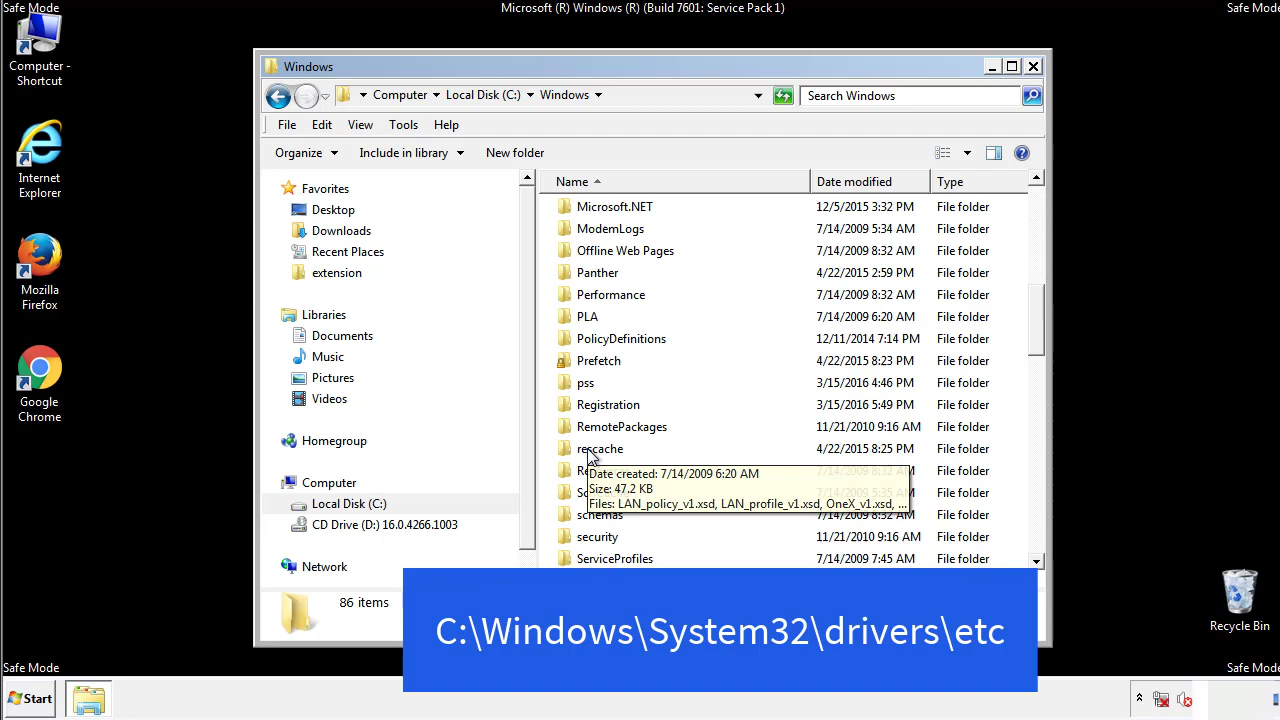 Safe Mode
Microsoft (R) Windows (R) (Build 7601: Service Pack 1)
Safe Mode
Computer -
Shortcut
Internet
Explorer
Mozilla
Firefox
Google
Chrome
Windows
Computer
Local Disk (C:)
Windows
Search Windows
File
Edit
View
Tools
Help
Organize
Include in library
New folder
Favorites
Desktop
Downloads
Recent Places
extension
Libraries
Documents
Music
Pictures
Videos
Homegroup
Computer
Local Disk (C:)
CD Drive (D:) 16.0.4266.1003
Network
Name Date modified Type
Microsoft.NET 12/5/2015 3:32 PM File folder
ModemLogs 7/14/2009 5:34 AM File folder
Offline Web Pages 7/14/2009 8:32 AM File folder
Panther 4/22/2015 2:59 PM File folder
Performance 7/14/2009 8:32 AM File folder
PLA 7/14/2009 6:20 AM File folder
PolicyDefinitions 12/11/2014 7:14 PM File folder
Prefetch 4/22/2015 8:23 PM File folder
pss 3/15/2016 4:46 PM File folder
Registration 3/15/2016 5:49 PM File folder
RemotePackages 11/21/2010 9:16 AM File folder
rescache 4/22/2015 8:25 PM File folder
7/14/2009 8:32 AM File folder
7/14/2009 5:35 AM File folder
schemas 7/14/2009 8:32 AM File folder
security 11/21/2010 9:16 AM File folder
ServiceProfiles 7/14/2009 7:45 AM File folder
Date created: 7/14/2009 6:20 AM
Size: 47.2 KB
Files: LAN_policy_v1.xsd, LAN_profile_v1.xsd, OneX_v1.xsd, ...
86 items
C:\Windows\System32\drivers\etc
Recycle Bin
Safe Mode
Safe Mode
Start